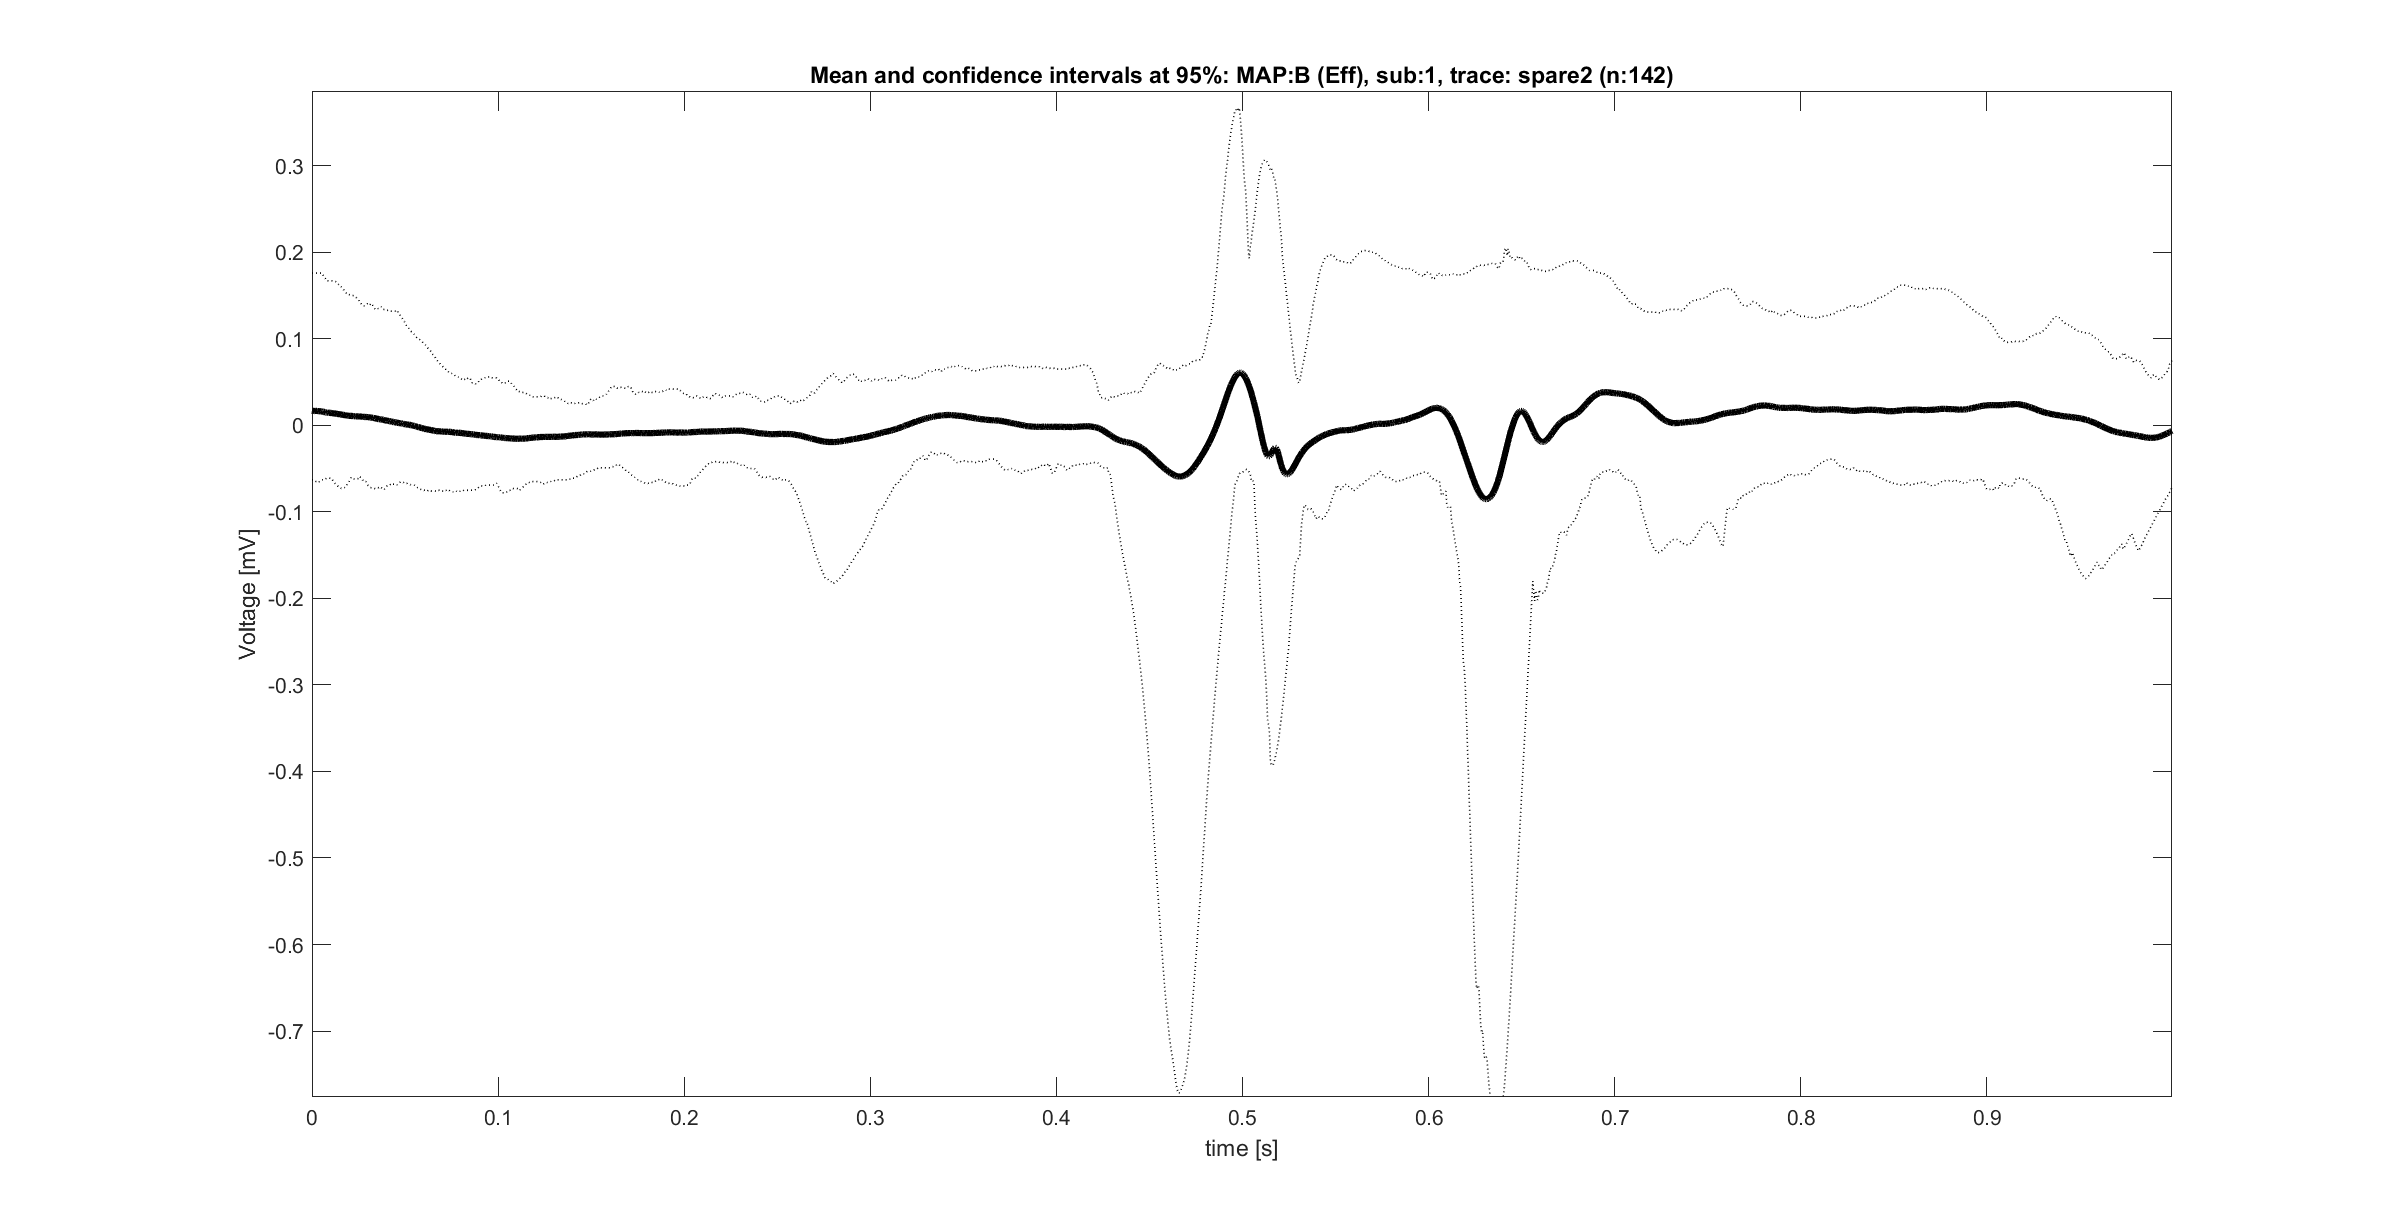 Mean and confidence intervals at 95%: MAP:B (Eff), sub:1, trace: spare2 (n:142)
0.3
0.2
0.1
0
-0.1
-0.2
-0.3
-0.4
-0.5
-0.6
-0.7
Voltage [mV]
0 0.1 0.2 0.3 0.4 0.5 0.6 0.7 0.8 0.9
time [s]